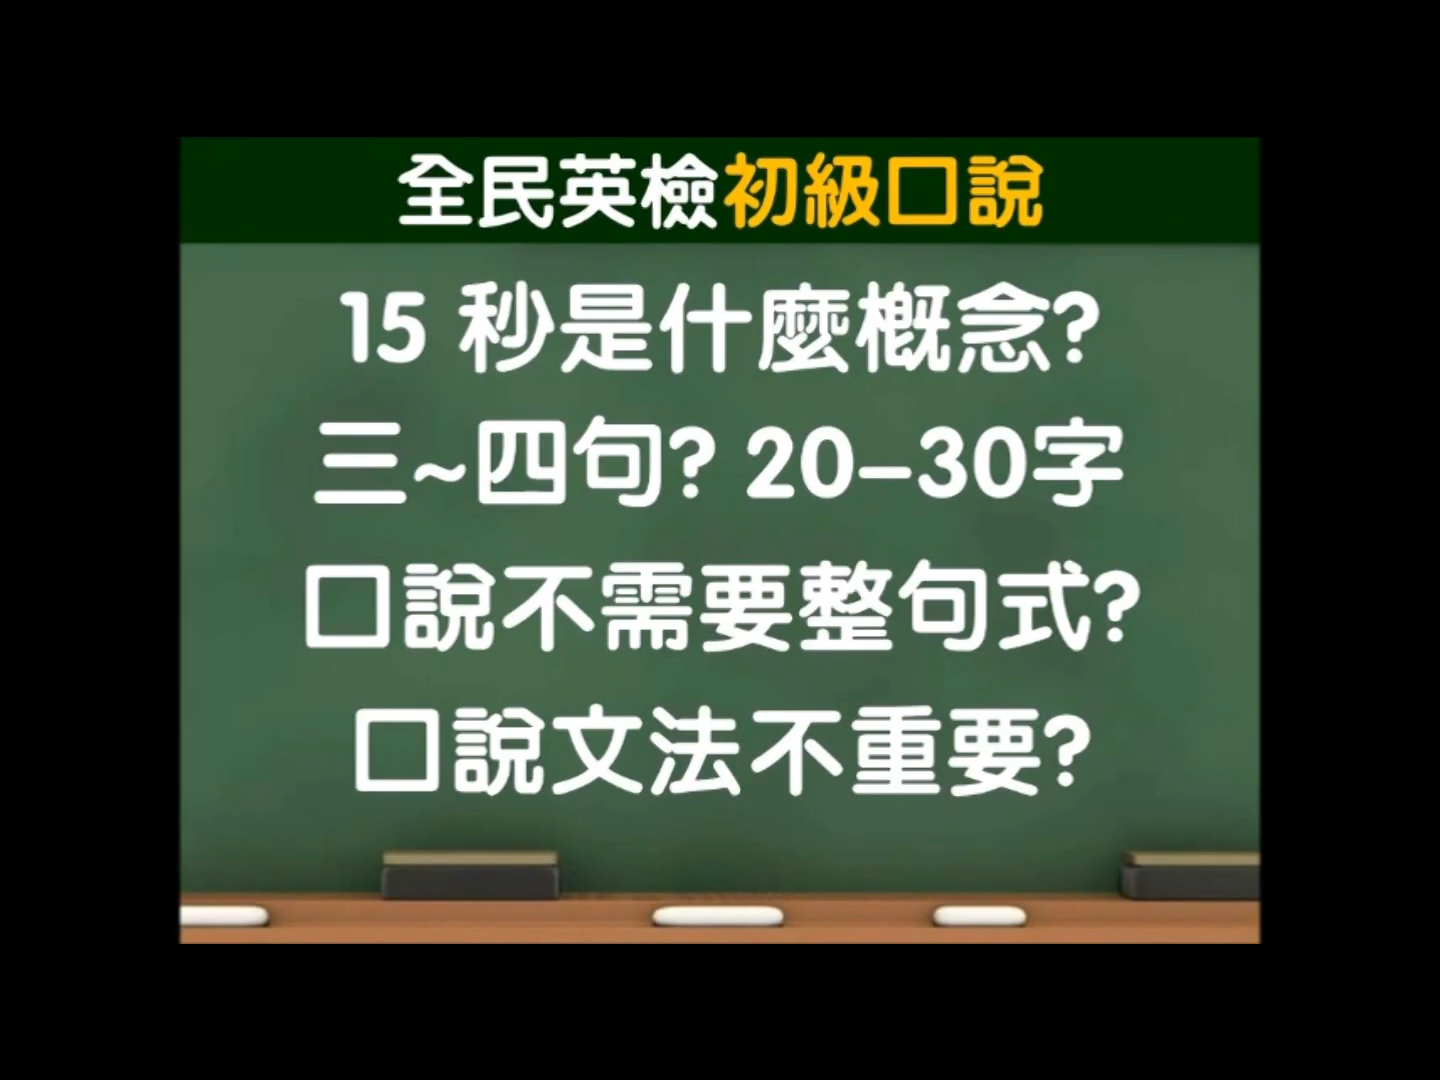 全民英檢初級口說
15 秒是什麼概念?
三~四句? 20-30字
口說不需要整句式?
口說文法不重要?